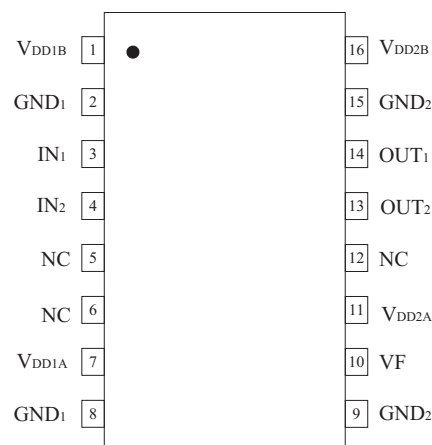 VDD1B 1 16 VDD2B
GND1 2 15 GND2
IN1 3 14 OUT1
IN2 4 13 OUT2
NC 5 12 NC
NC 6 11 VDD2A
VDD1A 7 10 VF
GND1 8 9 GND2